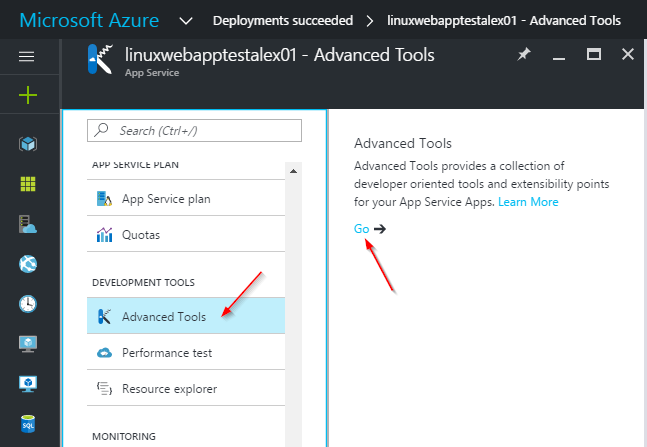 Microsoft Azure Deployments succeeded > linuxwebapptestalex01 - Advanced Tools
linuxwebapptestalex01 - Advanced Tools
App Service
Search (Ctrl+/)
APP SERVICE PLAN
App Service plan
Quotas
DEVELOPMENT TOOLS
Advanced Tools
Performance test
Resource explorer
MONITORING
Advanced Tools
Advanced Tools provides a collection of
developer oriented tools and extensibility points
for your App Service Apps. Learn More
Go
SQL